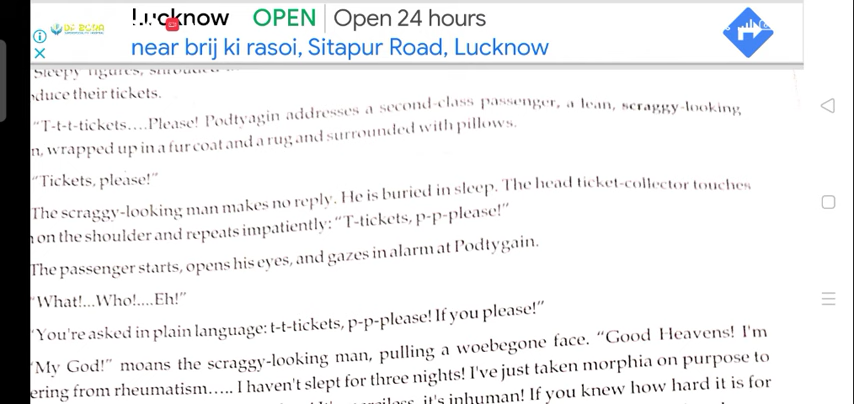 Lucknow OPEN Open 24 hours
near brij ki rasoi, Sitapur Road, Lucknow
Sleepy figures, shrouded
duce their tickets.
"T-t-t-tickets....Please! Podtyagin addresses a second-class passenger, a lean, scraggy-looking
n, wrapped up in a fur coat and a rug and surrounded with pillows.
"Tickets, please!"
The scraggy-looking man makes no reply. He is buried in sleep. The head ticket-collector touches
on the shoulder and repeats impatiently: "T-tickets, p-p-please!"
The passenger starts, opens his eyes, and gazes in alarm at Podtygain.
"What!...Who!....Eh!"
"You're asked in plain language: t-t-tickets, p-p-please! If you please!"
"My God!" moans the scraggy-looking man, pulling a woebegone face. "Good Heavens! I'm
ering from rheumatism..... I haven't slept for three nights! I've just taken morphia on purpose to
it's inhuman! If you knew how hard it is for